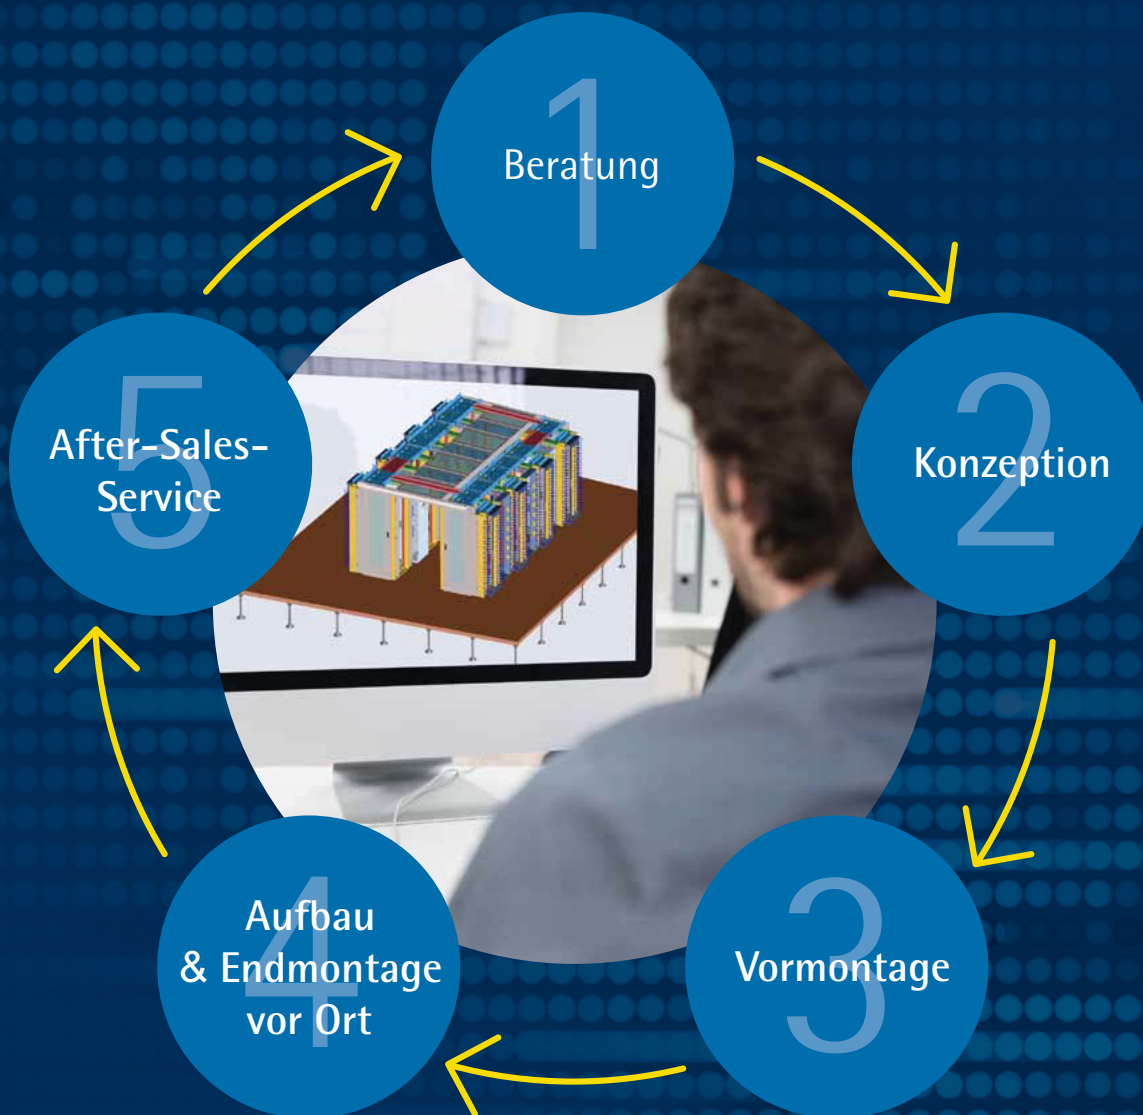 1
Beratung
2
Konzeption
3
Vormontage
4
Aufbau
& Endmontage
vor Ort
5
After-Sales-
Service